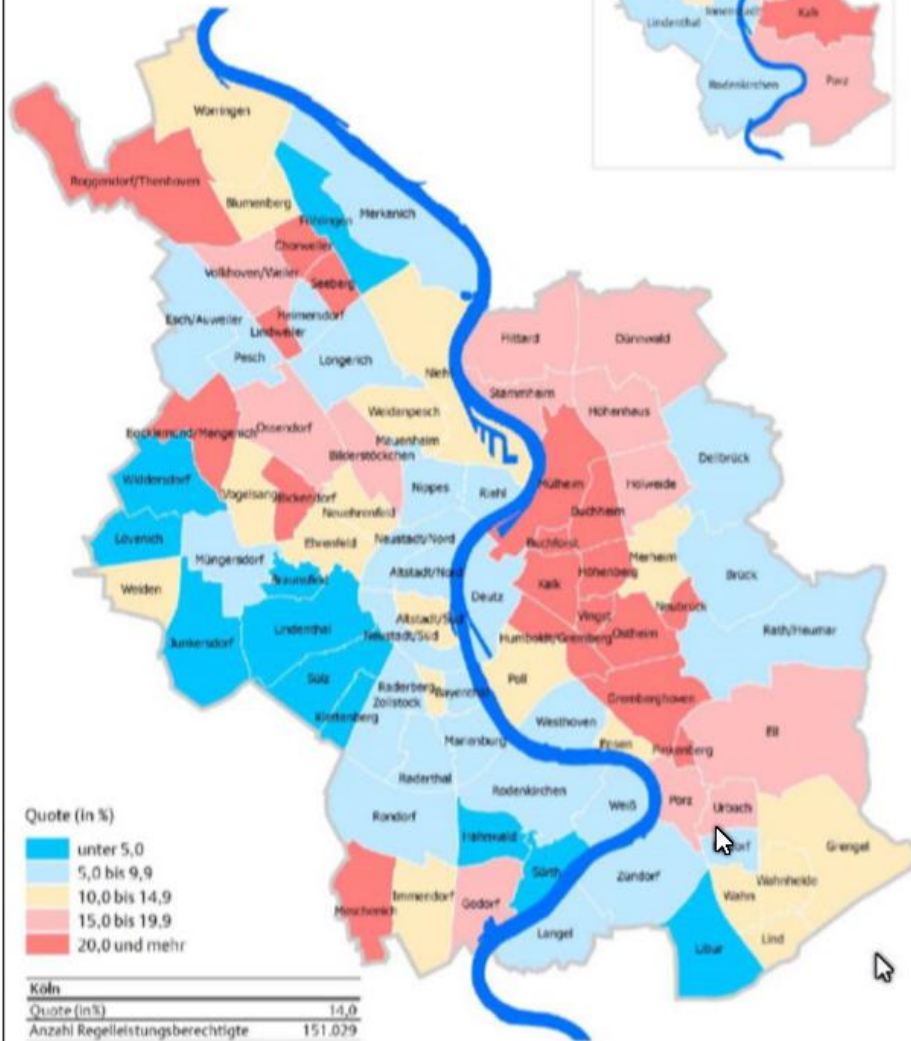 Lindenthal
Innenstadt
Kalk
Rodenkirchen
Porz
Worringen
Roggendorf/Thenhoven
Blumenberg
Merkenich
Fühlingen
Chorweiler
Volkhoven/Weiler
Seeberg
Esch/Auweiler
Heimersdorf
Lindweiler
Pesch
Longerich
Niehl
Flittard
Dünnwald
Stammheim
Höhenhaus
Weidenpesch
Mauenheim
Bocklemünd/Mengenich
Ossendorf
Bilderstöckchen
Dellbrück
Widdersdorf
Vogelsang
Bickendorf
Neuehrenfeld
Nippes
Riehl
Mülheim
Holweide
Buchheim
Lövenich
Müngersdorf
Ehrenfeld
Neustadt/Nord
Buchforst
Merheim
Brück
Weiden
Braunsfeld
Altstadt/Nord
Deutz
Kalk
Höhenberg
Neubrück
Junkersdorf
Lindenthal
Altstadt/Süd
Neustadt/Süd
Vingst
Humboldt/Gremberg
Ostheim
Rath/Heumar
Sülz
Klettenberg
Raderberg
Zollstock
Bayenthal
Poll
Gremberghoven
Marienburg
Westhoven
Ensen
Finkenberg
Eil
Raderthal
Rodenkirchen
Rondorf
Weiß
Porz
Urbach
Hahnwald
Grengel
Sürth
Zündorf
Wahnheide
Meschenich
Immendorf
Godorf
Wahn
Langel
Libur
Lind
Quote (in %)
unter 5,0
5,0 bis 9,9
10,0 bis 14,9
15,0 bis 19,9
20,0 und mehr
Köln
Quote (in%) 14,0
Anzahl Regelleistungsberechtigte 151.029